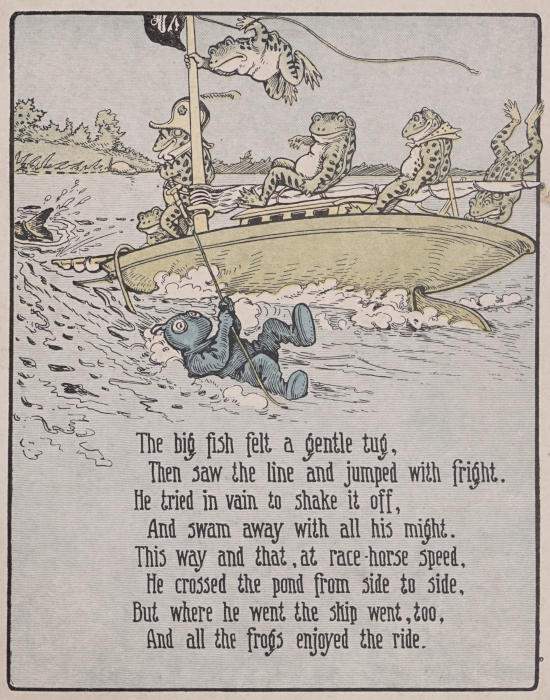 The big fish felt a gentle tug,
Then saw the line and jumped with fright.
He tried in vain to shake it off,
And swam away with all his might.
This way and that, at race-horse speed,
He crossed the pond from side to side,
But where he went the ship went, too,
And all the frogs enjoyed the ride.